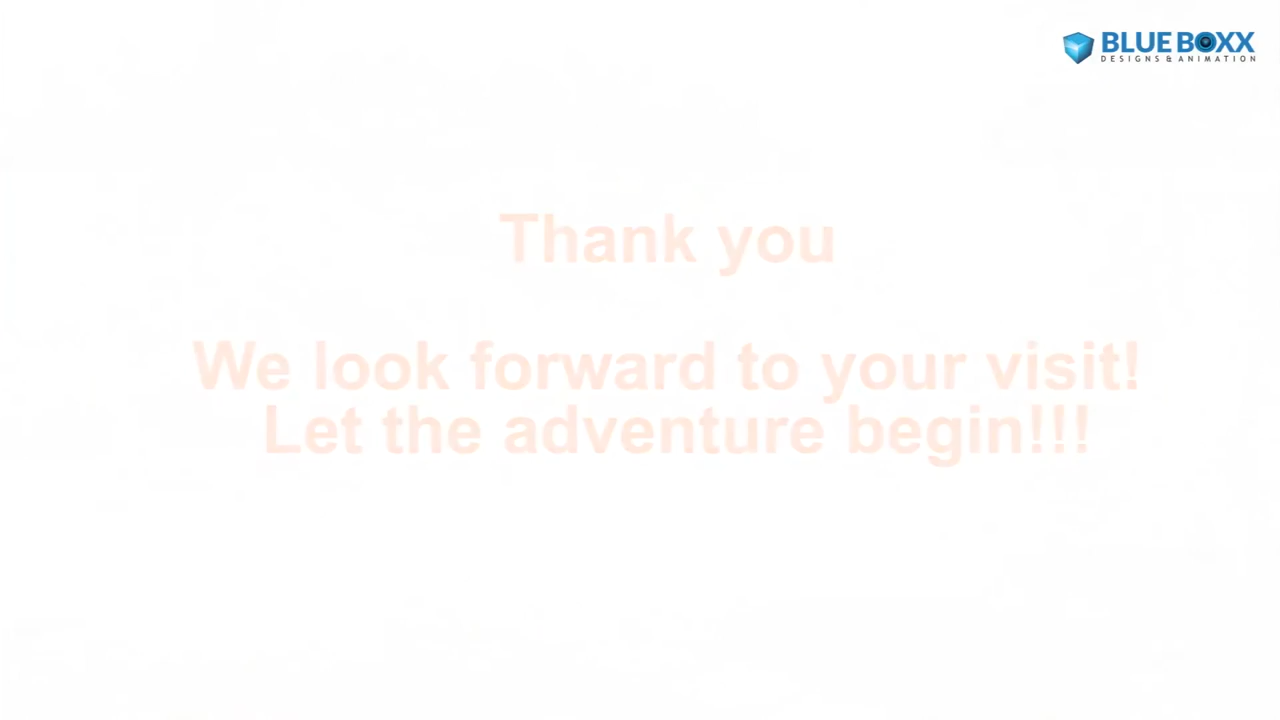 BLUE BOXX
DESIGNS & ANIMATION
Thank you
We look forward to your visit!
Let the adventure begin!!!